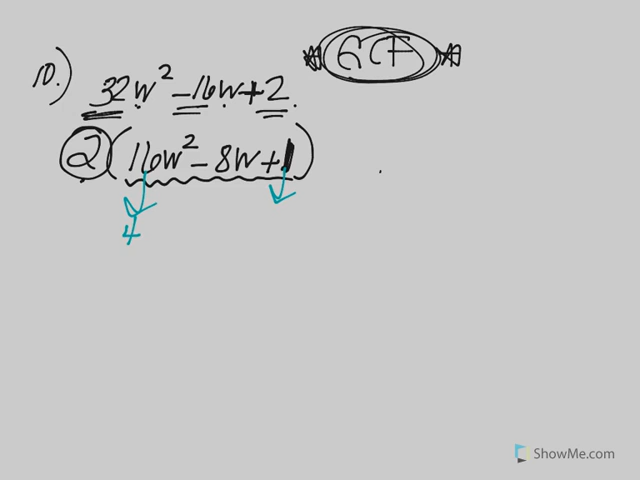 GCF
10.) 32w² - 16w + 2
2 (16w² - 8w + 1)
4
ShowMe.com